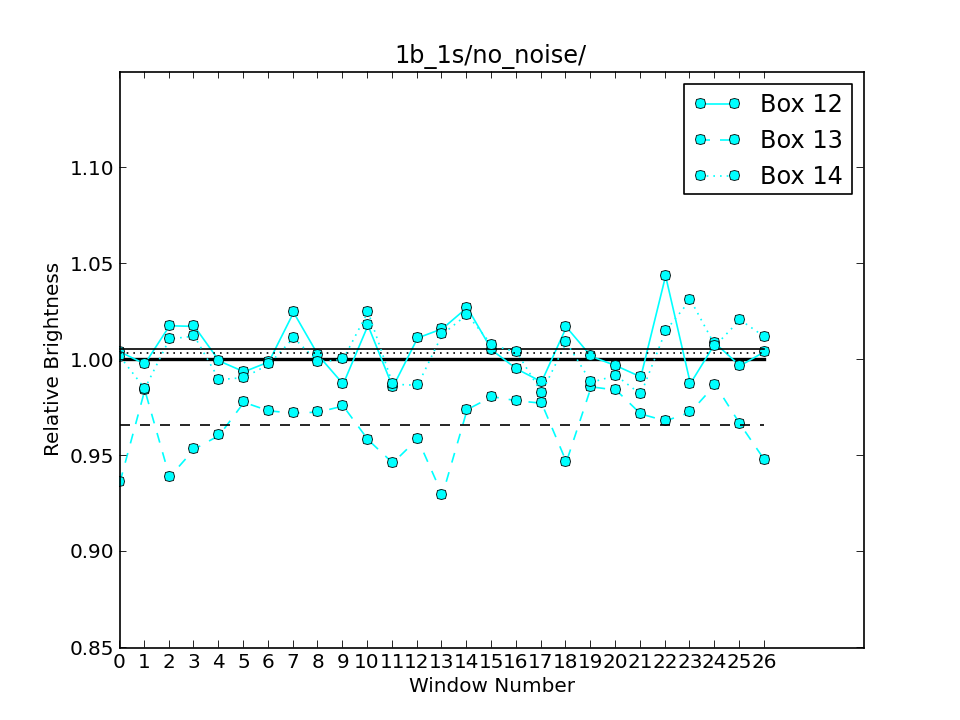 1b_1s/no_noise/
Box 12
Box 13
Box 14
Relative Brightness
1.10
1.05
1.00
0.95
0.90
0.85
0 1 2 3 4 5 6 7 8 9 10 11 12 13 14 15 16 17 18 19 20 21 22 23 24 25 26
Window Number